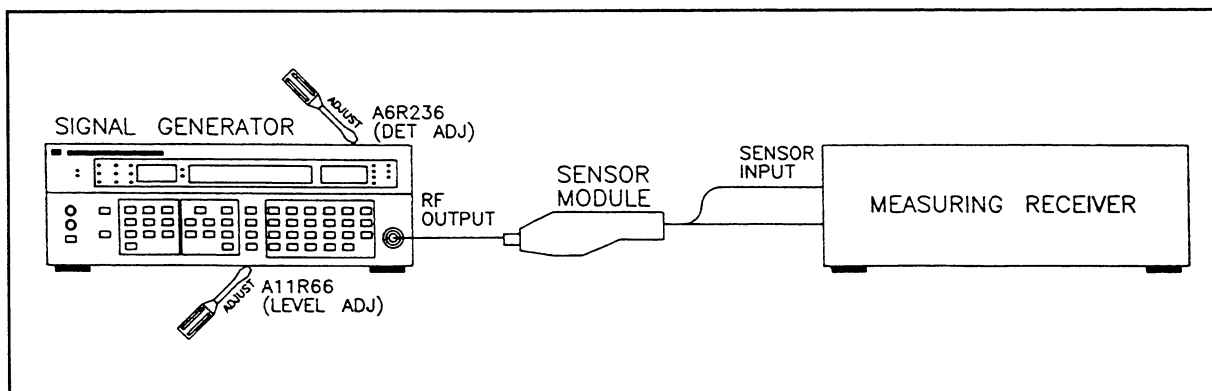 ADJUST
A6R236
(DET ADJ)
SIGNAL GENERATOR
RF
OUTPUT
SENSOR
MODULE
SENSOR
INPUT
MEASURING RECEIVER
ADJUST
A11R66
(LEVEL ADJ)